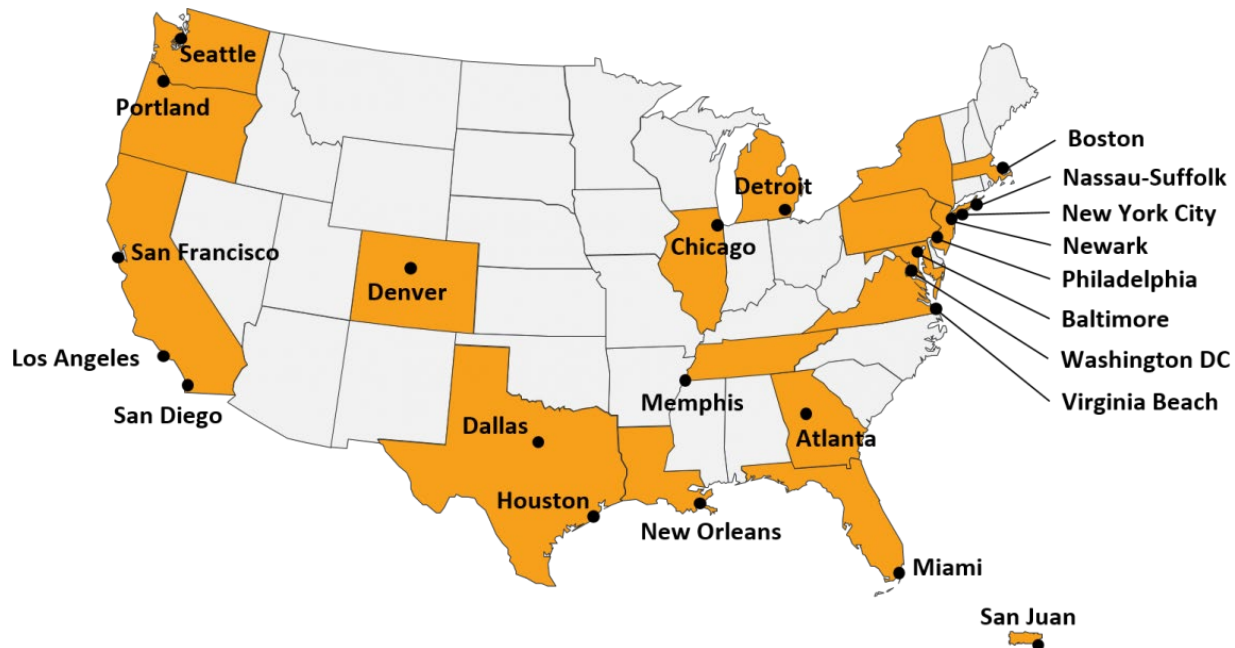 Seattle
Portland
San Francisco
Los Angeles
San Diego
Denver
Dallas
Houston
Detroit
Chicago
Memphis
Atlanta
New Orleans
Miami
San Juan
Boston
Nassau-Suffolk
New York City
Newark
Philadelphia
Baltimore
Washington DC
Virginia Beach